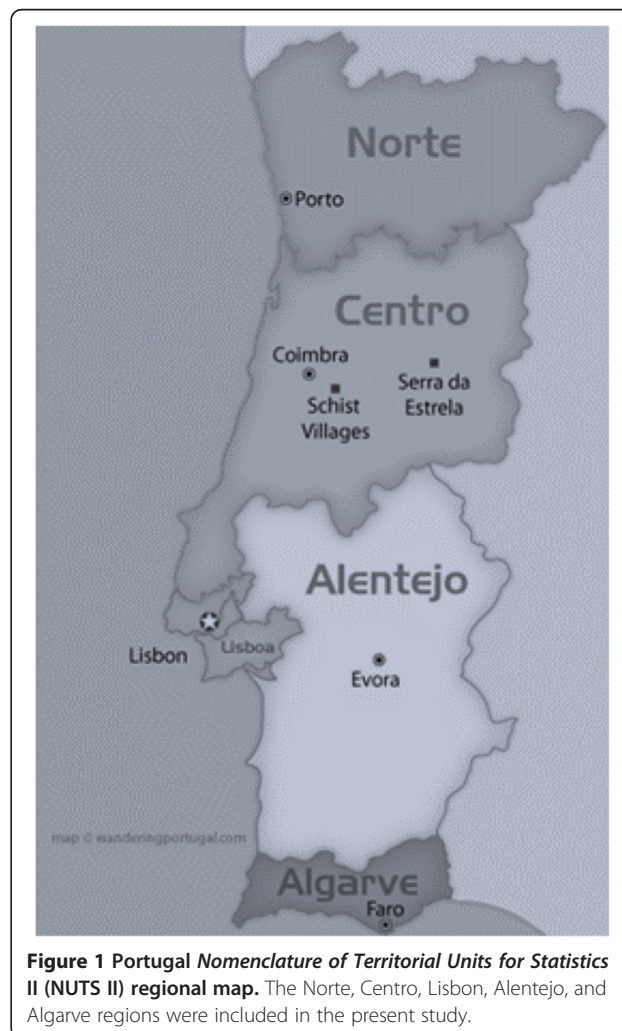 Norte
Porto
Centro
Coimbra
Serra da
Estrela
Schist
Villages
Alentejo
Lisbon
Lisboa
Evora
map © wanderingportugal.com
Algarve
Faro
Figure 1 Portugal Nomenclature of Territorial Units for Statistics
II (NUTS II) regional map. The Norte, Centro, Lisbon, Alentejo, and
Algarve regions were included in the present study.